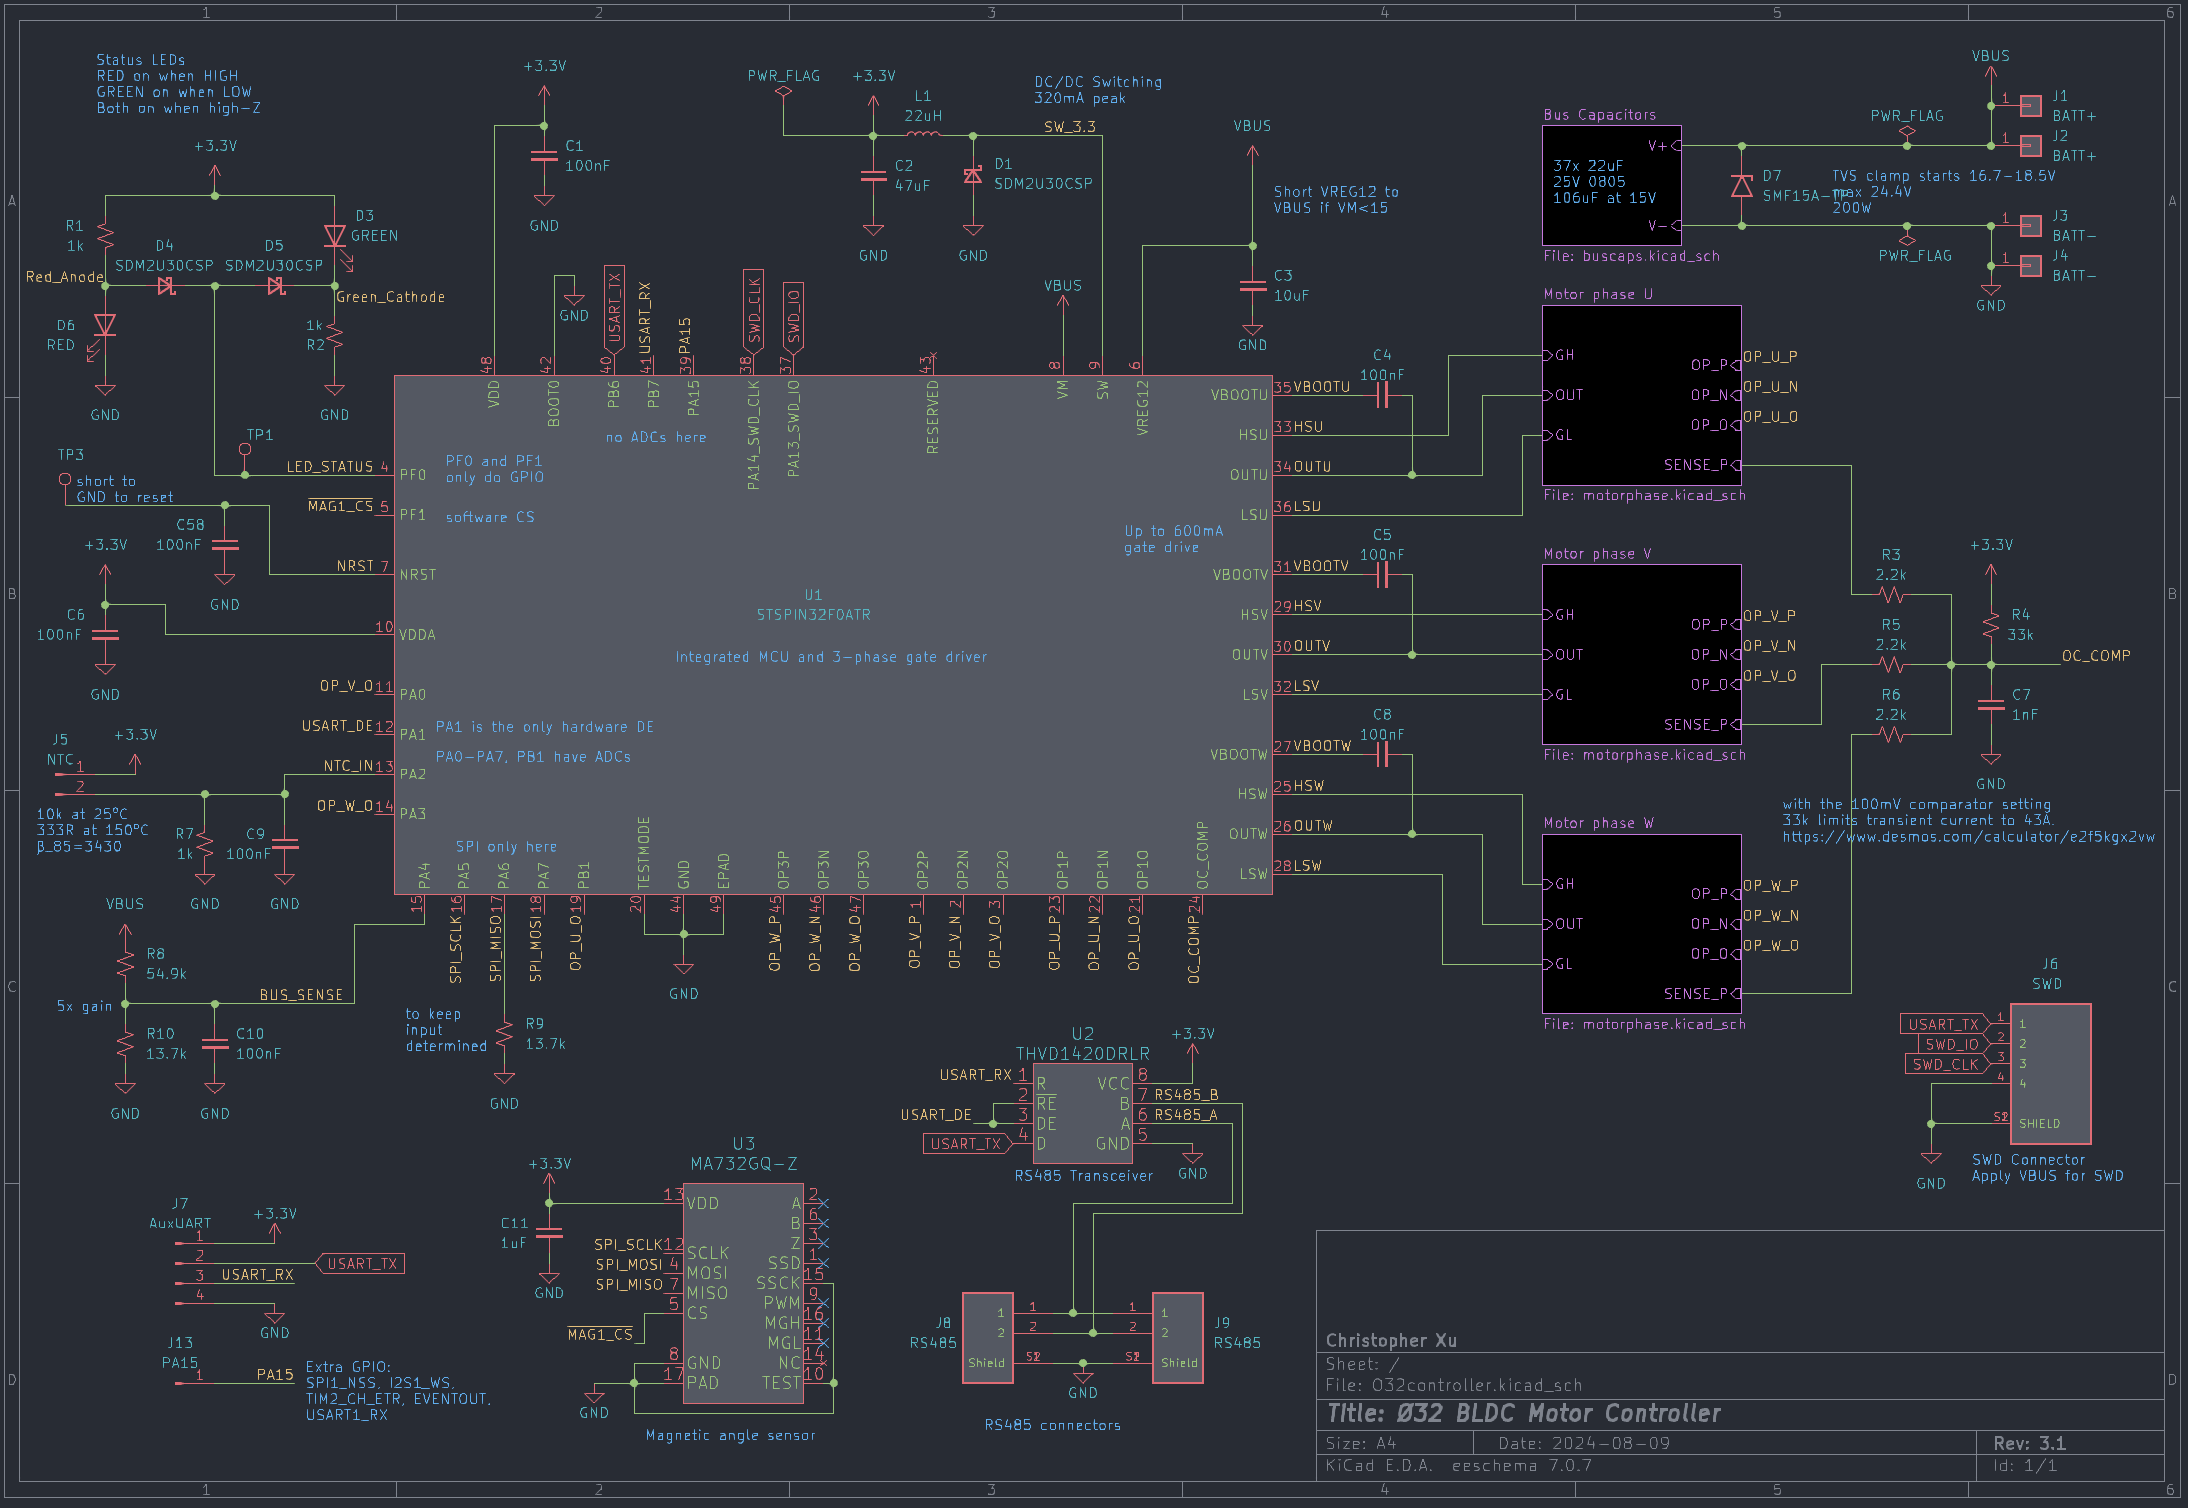 1
2
3
4
5
6
A
B
C
D
Status LEDs
RED on when HIGH
GREEN on when LOW
Both on when high-Z
+3.3V
R1
1k
D3
GREEN
D4
SDM2U30CSP
D5
SDM2U30CSP
Red_Anode
Green_Cathode
D6
RED
1k
R2
GND
GND
+3.3V
C1
100nF
GND
PWR_FLAG
+3.3V
L1
22uH
C2
47uF
GND
D1
SDM2U30CSP
GND
SW_3.3
DC/DC Switching
320mA peak
VBUS
Short VREG12 to
VBUS if VM<15
C3
10uF
GND
VBUS
GND
USART_TX
USART_RX
PA15
SWD_CLK
SWD_IO
48
42
40
41
39
38
37
43
8
9
6
VDD
BOOT0
PB6
PB7
PA15
PA14_SWD_CLK
PA13_SWD_IO
RESERVED
VM
SW
VREG12
no ADCs here
TP1
TP3
short to
GND to reset
LED_STATUS 4 PF0
MAG1_CS 5 PF1
PF0 and PF1
only do GPIO
software CS
C58
100nF
GND
NRST 7 NRST
+3.3V
C6
100nF
GND
10 VDDA
OP_V_O 11 PA0
USART_DE 12 PA1
PA1 is the only hardware DE
PA0-PA7, PB1 have ADCs
NTC_IN 13 PA2
OP_W_O 14 PA3
SPI only here
U1
STSPIN32F0ATR
Integrated MCU and 3-phase gate driver
Up to 600mA
gate drive
J5
NTC
+3.3V
1
2
10k at 25°C
333R at 150°C
β_85=3430
R7
1k
GND
C9
100nF
GND
VBUS
R8
54.9k
5x gain
BUS_SENSE
R10
13.7k
C10
100nF
GND
GND
PA4
PA5
PA6
PA7
PB1
TESTMODE
GND
EPAD
OP3P
OP3N
OP3O
OP2P
OP2N
OP2O
OP1P
OP1N
OP1O
OC_COMP
15
16
17
18
19
20
44
49
45
46
47
1
2
3
23
22
21
24
SPI_SCLK
SPI_MISO
SPI_MOSI
OP_U_O
OP_W_P
OP_W_N
OP_W_O
OP_V_P
OP_V_N
OP_V_O
OP_U_P
OP_U_N
OP_U_O
OC_COMP
GND
to keep
input
determined
R9
13.7k
GND
VBOOTU 35 VBOOTU
HSU 33 HSU
OUTU 34 OUTU
LSU 36 LSU
VBOOTV 31 VBOOTV
HSV 29 HSV
OUTV 30 OUTV
LSV 32 LSV
VBOOTW 27 VBOOTW
HSW 25 HSW
OUTW 26 OUTW
LSW 28 LSW
C4
100nF
C5
100nF
C8
100nF
Bus Capacitors
37x 22uF
25V 0805
106uF at 15V
V+
V-
File: buscaps.kicad_sch
D7
SMF15A-TP
TVS clamp starts 16.7-18.5V
max 24.4V
200W
PWR_FLAG
PWR_FLAG
VBUS
1
J1
BATT+
1
J2
BATT+
1
J3
BATT-
1
J4
BATT-
GND
Motor phase U
GH
OUT
GL
OP_P
OP_N
OP_O
SENSE_P
OP_U_P
OP_U_N
OP_U_O
File: motorphase.kicad_sch
Motor phase V
GH
OUT
GL
OP_P
OP_N
OP_O
SENSE_P
OP_V_P
OP_V_N
OP_V_O
File: motorphase.kicad_sch
Motor phase W
GH
OUT
GL
OP_P
OP_N
OP_O
SENSE_P
OP_W_P
OP_W_N
OP_W_O
File: motorphase.kicad_sch
R3
2.2k
R5
2.2k
R6
2.2k
+3.3V
R4
33k
OC_COMP
C7
1nF
GND
with the 100mV comparator setting
33k limits transient current to 43A.
https://www.desmos.com/calculator/e2f5kgx2vw
J6
SWD
USART_TX 1 1
SWD_IO 2 2
SWD_CLK 3 3
4 4
SHIELD
GND
SWD Connector
Apply VBUS for SWD
U2
THVD1420DRLR
+3.3V
USART_RX 1 R
2 RE
USART_DE 3 DE
USART_TX 4 D
VCC 8
B 7 RS485_B
A 6 RS485_A
GND 5
GND
RS485 Transceiver
U3
MA732GQ-Z
+3.3V
C11
1uF
GND
13 VDD
SPI_SCLK 12 SCLK
SPI_MOSI 4 MOSI
SPI_MISO 7 MISO
MAG1_CS 5 CS
8 GND
17 PAD
GND
A 2
B 6
Z 3
SSD 1
SSCK 15
PWM 9
MGH 16
MGL 11
NC 14
TEST 10
Magnetic angle sensor
J7
AuxUART
+3.3V
1
2
USART_TX
3
USART_RX
4
GND
J13
PA15
1
PA15
Extra GPIO:
SPI1_NSS, I2S1_WS,
TIM2_CH_ETR, EVENTOUT,
USART1_RX
J8
RS485
1 1
2 2
Shield
J9
RS485
1 1
2 2
Shield
GND
RS485 connectors
Christopher Xu
Sheet: /
File: O32controller.kicad_sch
Title: Ø32 BLDC Motor Controller
Size: A4
Date: 2024-08-09
Rev: 3.1
KiCad E.D.A. eeschema 7.0.7
Id: 1/1
1
2
3
4
5
6
A
B
C
D